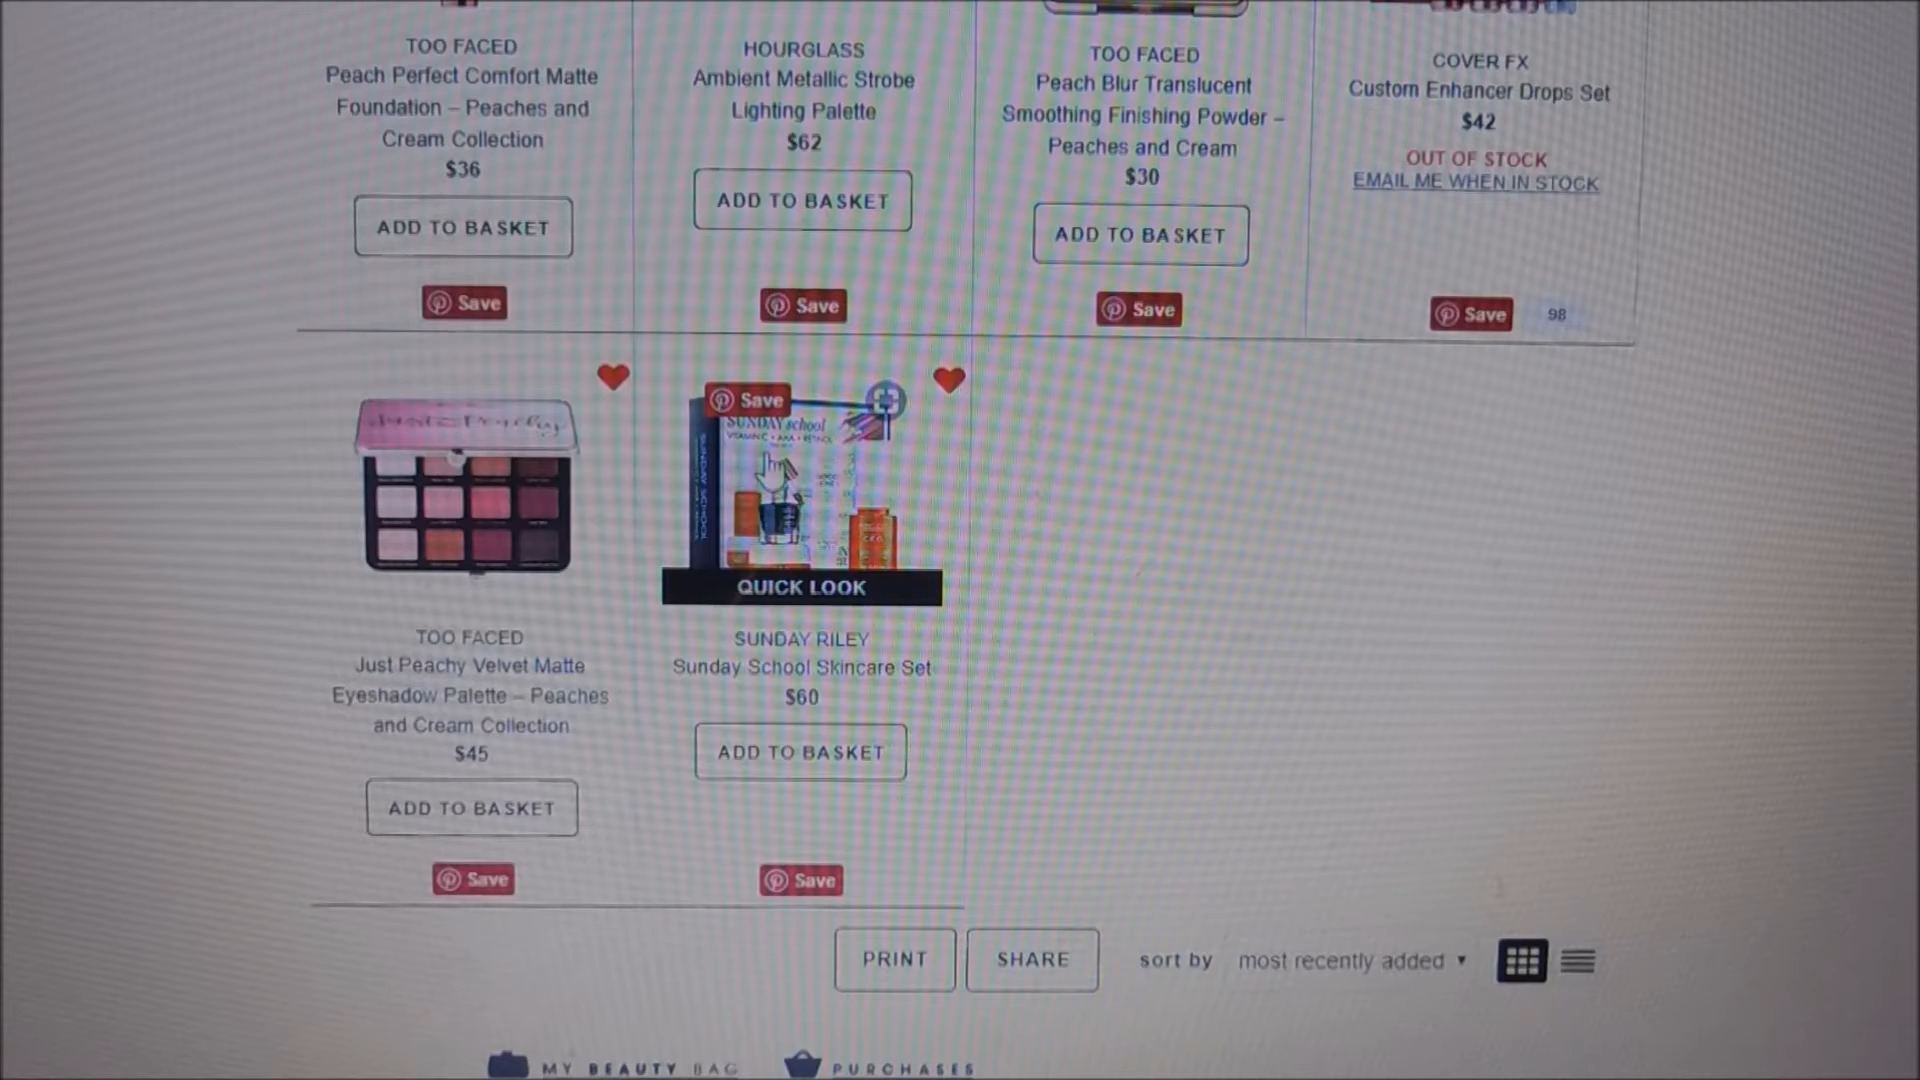 TOO FACED
Peach Perfect Comfort Matte
Foundation – Peaches and
Cream Collection
$36
ADD TO BASKET
Save
HOURGLASS
Ambient Metallic Strobe
Lighting Palette
$62
ADD TO BASKET
Save
TOO FACED
Peach Blur Translucent
Smoothing Finishing Powder –
Peaches and Cream
$30
ADD TO BASKET
Save
COVER FX
Custom Enhancer Drops Set
$42
OUT OF STOCK
EMAIL ME WHEN IN STOCK
Save
98
TOO FACED
Just Peachy Velvet Matte
Eyeshadow Palette – Peaches
and Cream Collection
$45
ADD TO BASKET
Save
Save
SUNDAY school
SUNDAY SCHOOL
QUICK LOOK
SUNDAY RILEY
Sunday School Skincare Set
$60
ADD TO BASKET
Save
PRINT
SHARE
sort by most recently added
MY BEAUTY BAG
PURCHASES